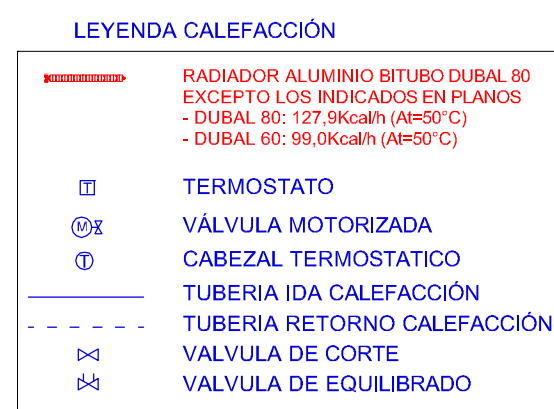 LEYENDA CALEFACCIÓN
RADIADOR ALUMINIO BITUBO DUBAL 80
EXCEPTO LOS INDICADOS EN PLANOS
- DUBAL 80: 127,9Kcal/h (At=50°C)
- DUBAL 60: 99,0Kcal/h (At=50°C)
T TERMOSTATO
M VÁLVULA MOTORIZADA
T CABEZAL TERMOSTATICO
TUBERIA IDA CALEFACCIÓN
TUBERIA RETORNO CALEFACCIÓN
VALVULA DE CORTE
VALVULA DE EQUILIBRADO